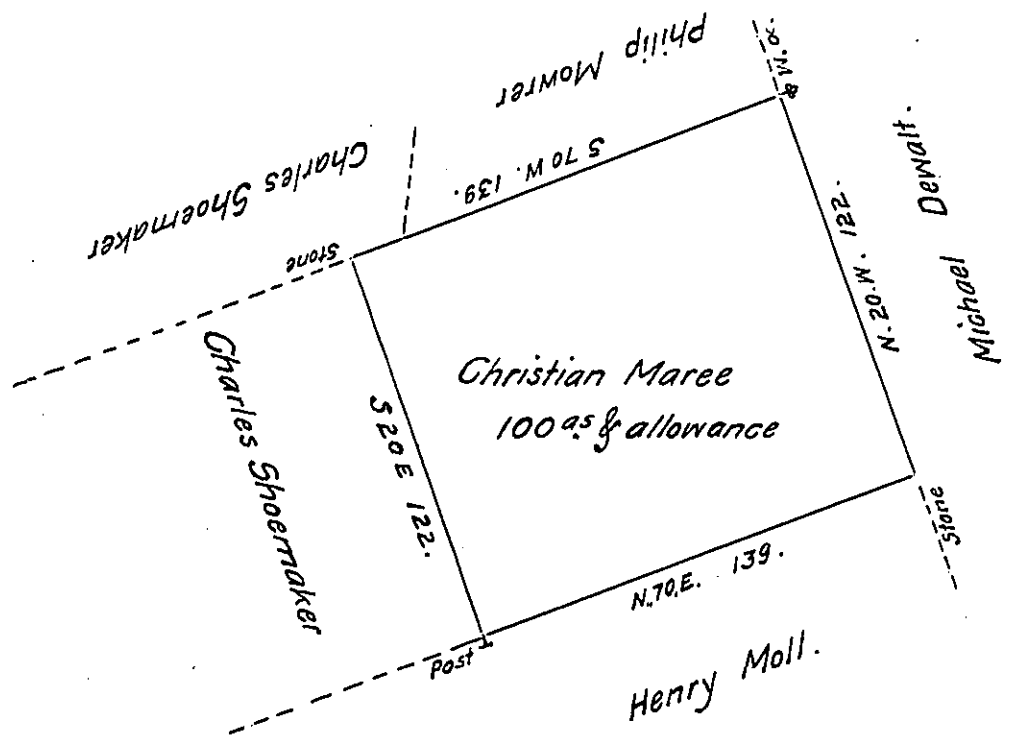 Philip Mowrer
W.o.
Charles Shoemaker
S 70 W. 139.
Stone
Michael Dewalt.
N. 20. W. 122.
Charles Shoemaker
S 20 E 122.
Christian Maree
100 as. & allowance
Stone
N. 70. E. 139.
Post
Henry Moll.